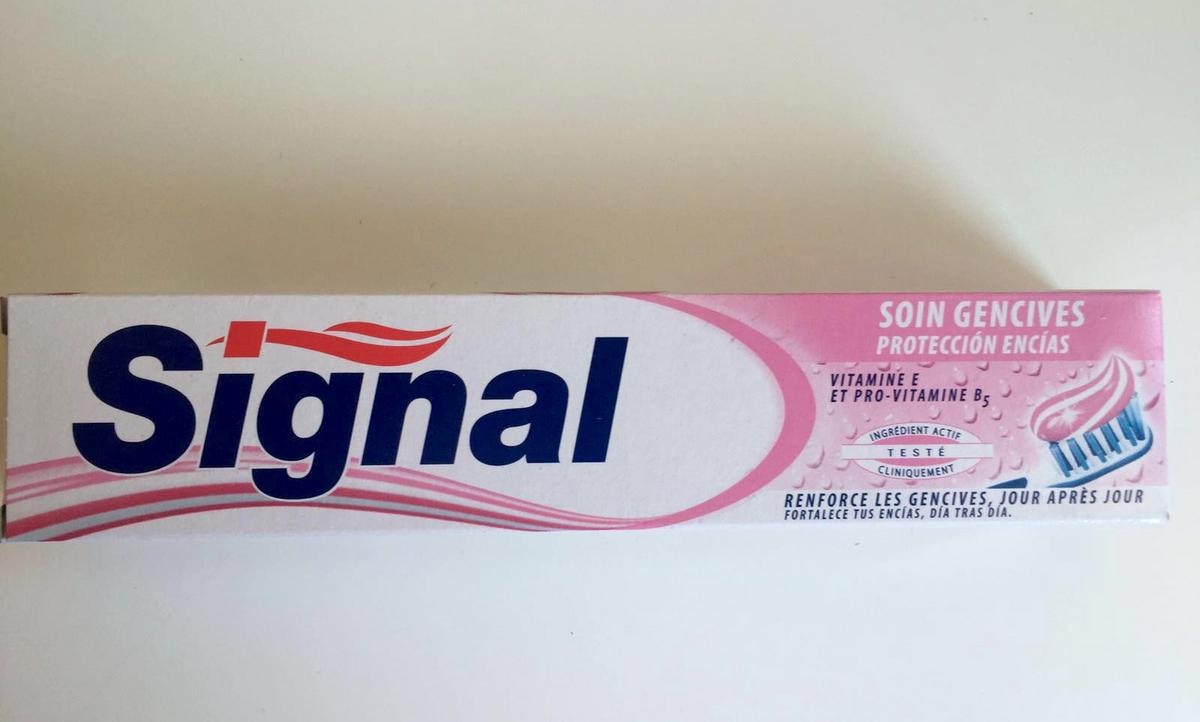 Signal
SOIN GENCIVES
PROTECCIÓN ENCÍAS
VITAMINE E
ET PRO-VITAMINE B5
INGRÉDIENT ACTIF
TESTÉ
CLINIQUEMENT
RENFORCE LES GENCIVES, JOUR APRÈS JOUR
FORTALECE TUS ENCÍAS, DÍA TRAS DÍA.